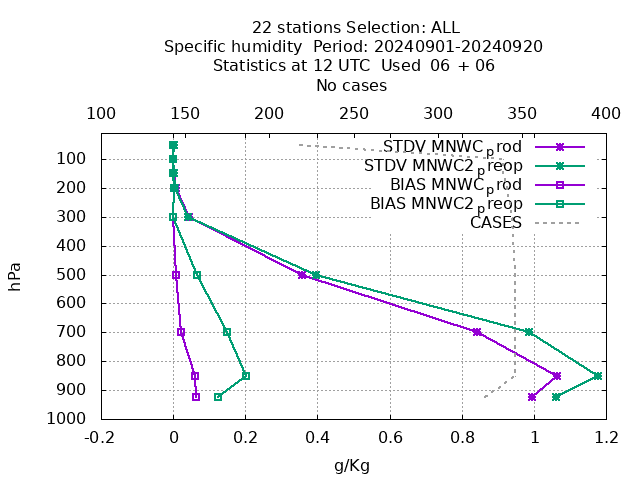 22 stations Selection: ALL
Specific humidity  Period: 20240901-20240920
Statistics at 12 UTC  Used  06 + 06
No cases
100 150 220 270 320 350 400
STDV MNWC_prod
STDV MNWC2_preop
BIAS MNWC_prod
BIAS MNWC2_preop
CASES
100
200
300
400
500
600
700
800
900
1000
hPa
-0.2 0 0.2 0.4 0.6 0.8 1 1.2
g/Kg